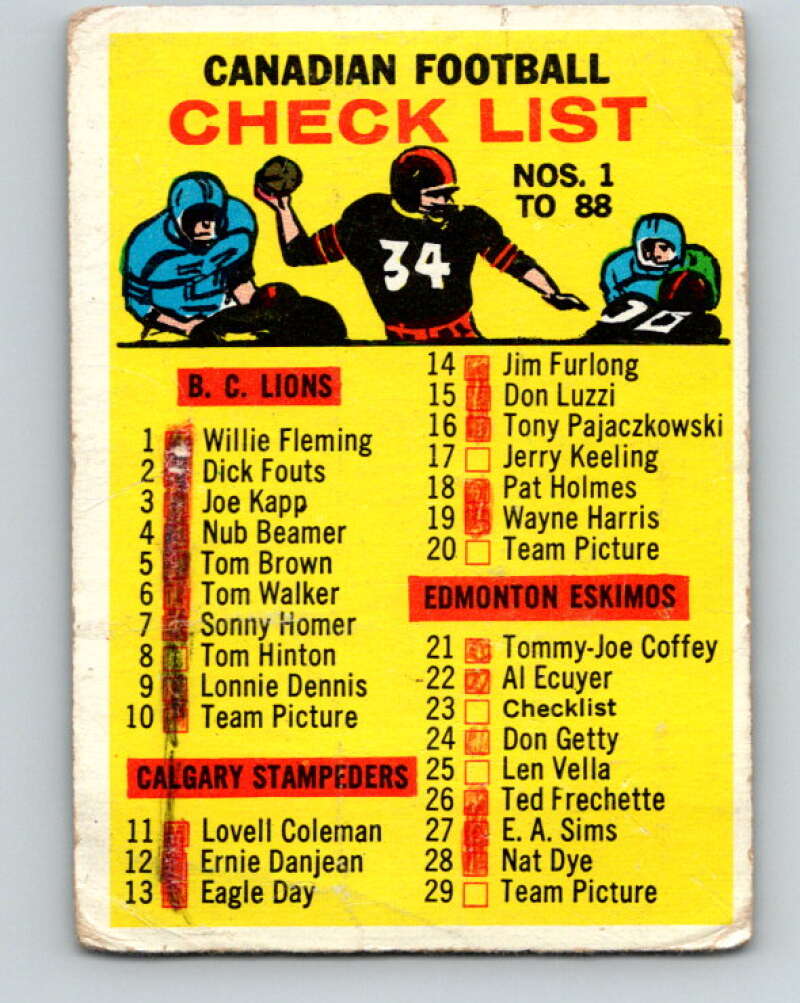 CANADIAN FOOTBALL
CHECK LIST
NOS. 1
TO 88
34
B. C. LIONS
1 Willie Fleming
2 Dick Fouts
3 Joe Kapp
4 Nub Beamer
5 Tom Brown
6 Tom Walker
7 Sonny Homer
8 Tom Hinton
9 Lonnie Dennis
10 Team Picture
CALGARY STAMPEDERS
11 Lovell Coleman
12 Ernie Danjean
13 Eagle Day
14 Jim Furlong
15 Don Luzzi
16 Tony Pajaczkowski
17 Jerry Keeling
18 Pat Holmes
19 Wayne Harris
20 Team Picture
EDMONTON ESKIMOS
21 Tommy-Joe Coffey
22 Al Ecuyer
23 Checklist
24 Don Getty
25 Len Vella
26 Ted Frechette
27 E. A. Sims
28 Nat Dye
29 Team Picture